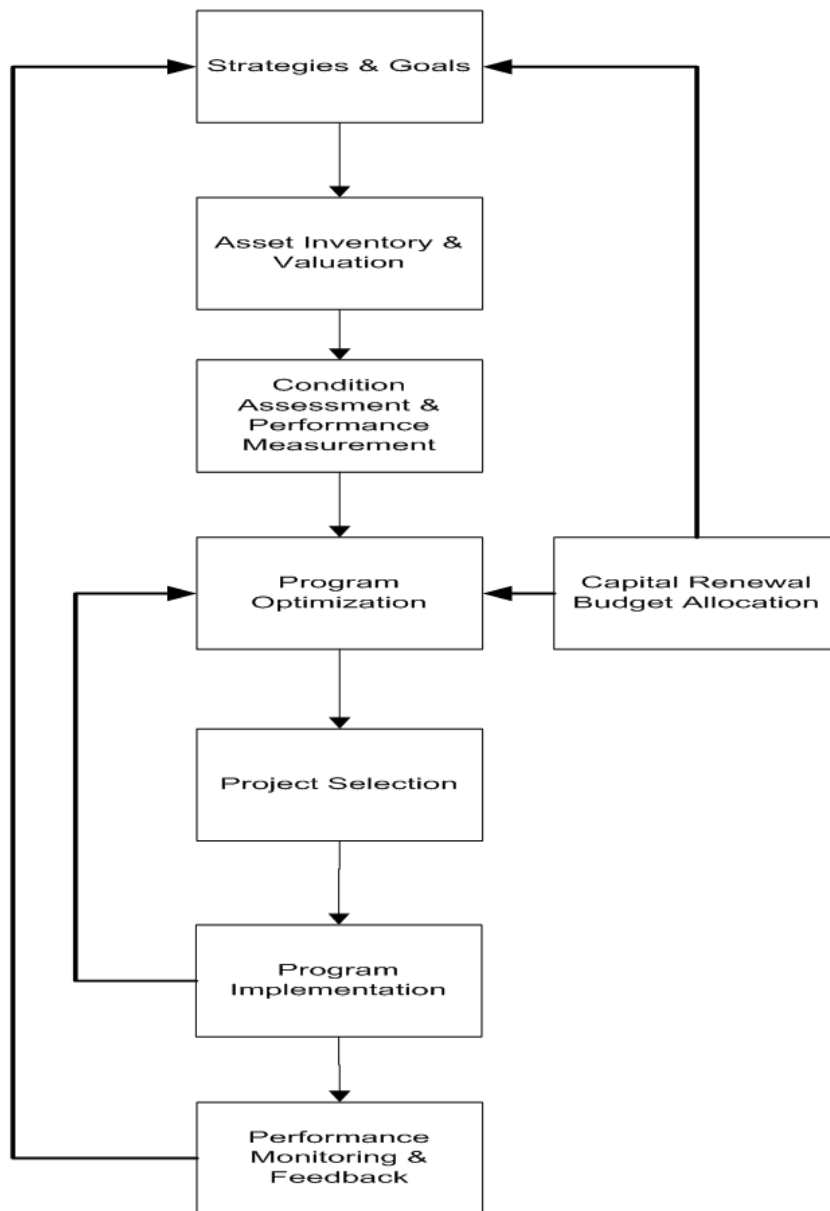 Strategies & Goals
Asset Inventory &
Valuation
Condition
Assessment &
Performance
Measurement
Program
Optimization
Capital Renewal
Budget Allocation
Project Selection
Program
Implementation
Performance
Monitoring &
Feedback